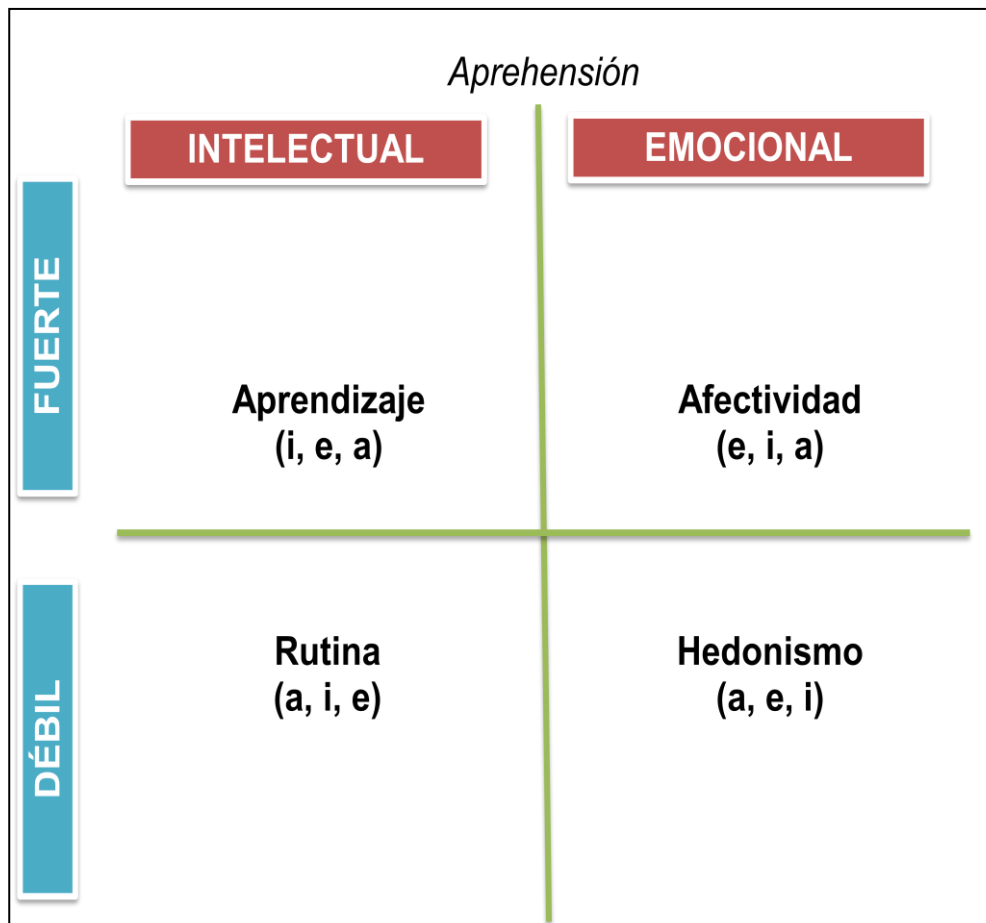 Aprehensión
INTELECTUAL
EMOCIONAL
FUERTE
Aprendizaje
(i, e, a)
Afectividad
(e, i, a)
DÉBIL
Rutina
(a, i, e)
Hedonismo
(a, e, i)